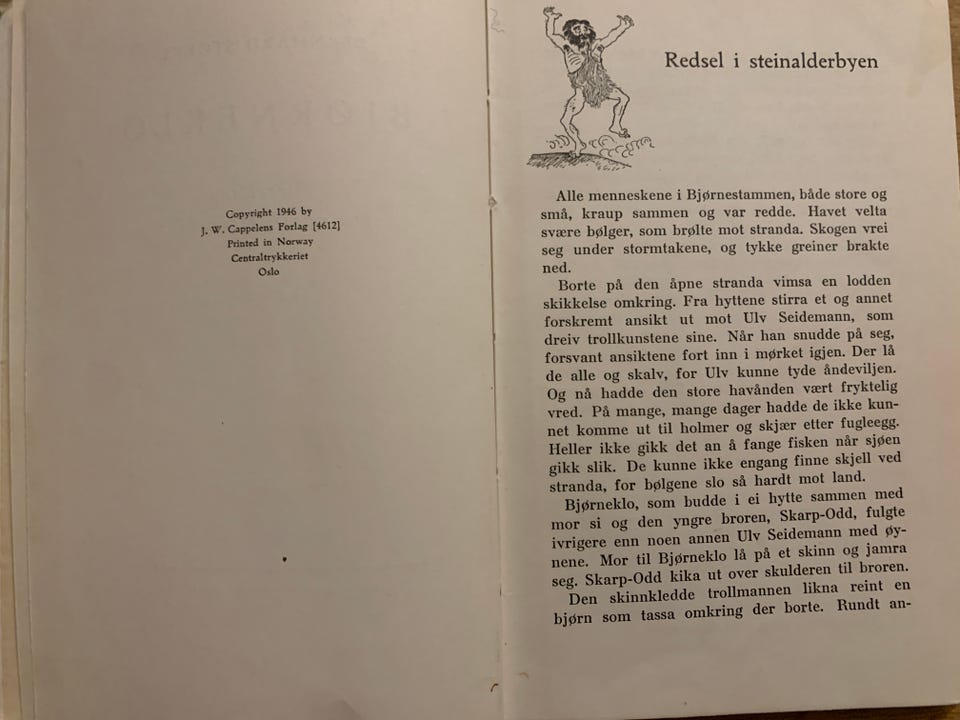 Copyright 1946 by
J. W. Cappelens Forlag [4612]
Printed in Norway
Centraltrykkeriet
Oslo
Redsel i steinalderbyen
Alle menneskene i Bjørnestammen, både store og
små, kraup sammen og var redde. Havet velta
svære bølger, som brølte mot stranda. Skogen vrei
seg under stormtakene, og tykke greiner brakte
ned.
Borte på den åpne stranda vimsa en lodden
skikkelse omkring. Fra hyttene stirra et og annet
forskremt ansikt ut mot Ulv Seidemann, som
dreiv trollkunstene sine. Når han snudde på seg,
forsvant ansiktene fort inn i mørket igjen. Der lå
de alle og skalv, for Ulv kunne tyde åndeviljen.
Og nå hadde den store havånden vært fryktelig
vred. På mange, mange dager hadde de ikke kun-
net komme ut til holmer og skjær etter fugleegg.
Heller ikke gikk det an å fange fisken når sjøen
gikk slik. De kunne ikke engang finne skjell ved
stranda, for bølgene slo så hardt mot land.
Bjørneklo, som budde i ei hytte sammen med
mor si og den yngre broren, Skarp-Odd, fulgte
ivrigere enn noen annen Ulv Seidemann med øy-
nene. Mor til Bjørneklo lå på et skinn og jamra
seg. Skarp-Odd kika ut over skulderen til broren.
Den skinnkledde trollmannen likna reint en
bjørn som tassa omkring der borte. Rundt an-